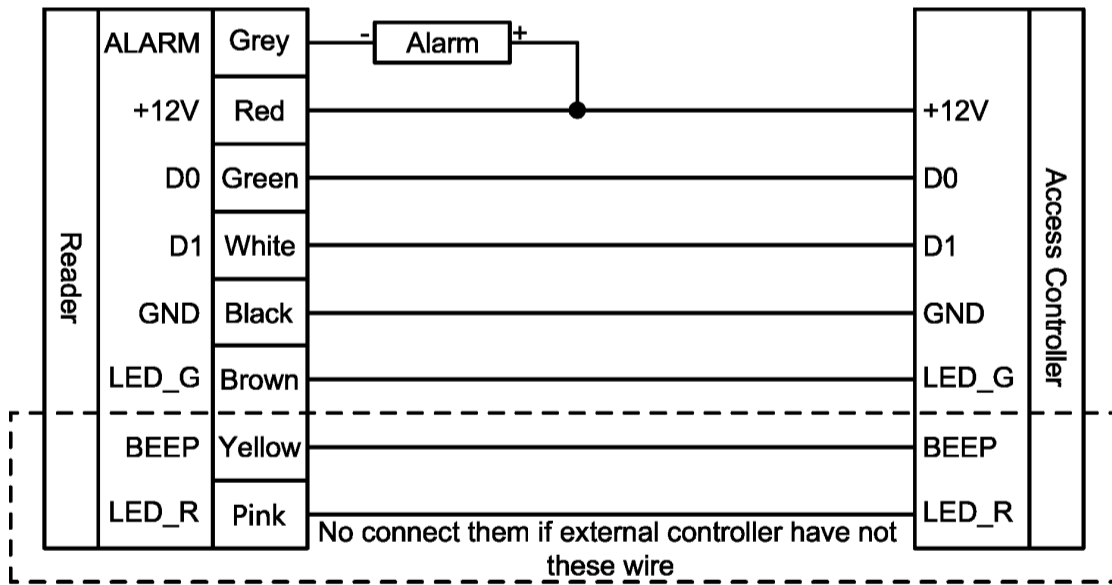 ALARM Grey - Alarm +
+12V Red +12V
D0 Green D0
D1 White D1
GND Black GND
LED_G Brown LED_G
BEEP Yellow BEEP
LED_R Pink LED_R
Reader
Access Controller
No connect them if external controller have not
these wire